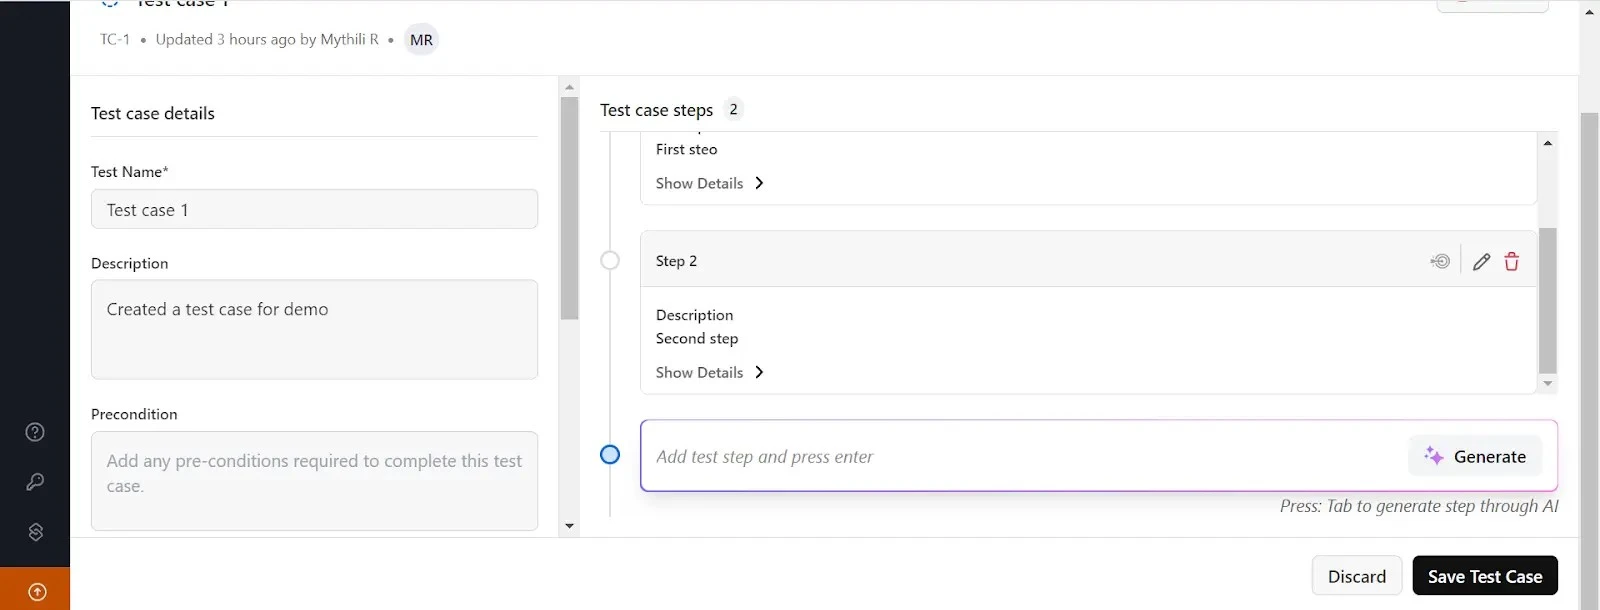 Test case 1
TC-1 • Updated 3 hours ago by Mythili R • MR
Test case details
Test Name*
Test case 1
Description
Created a test case for demo
Precondition
Add any pre-conditions required to complete this test
case.
Test case steps 2
First steo
Show Details
Step 2
Description
Second step
Show Details
Add test step and press enter
Generate
Press: Tab to generate step through AI
Discard
Save Test Case